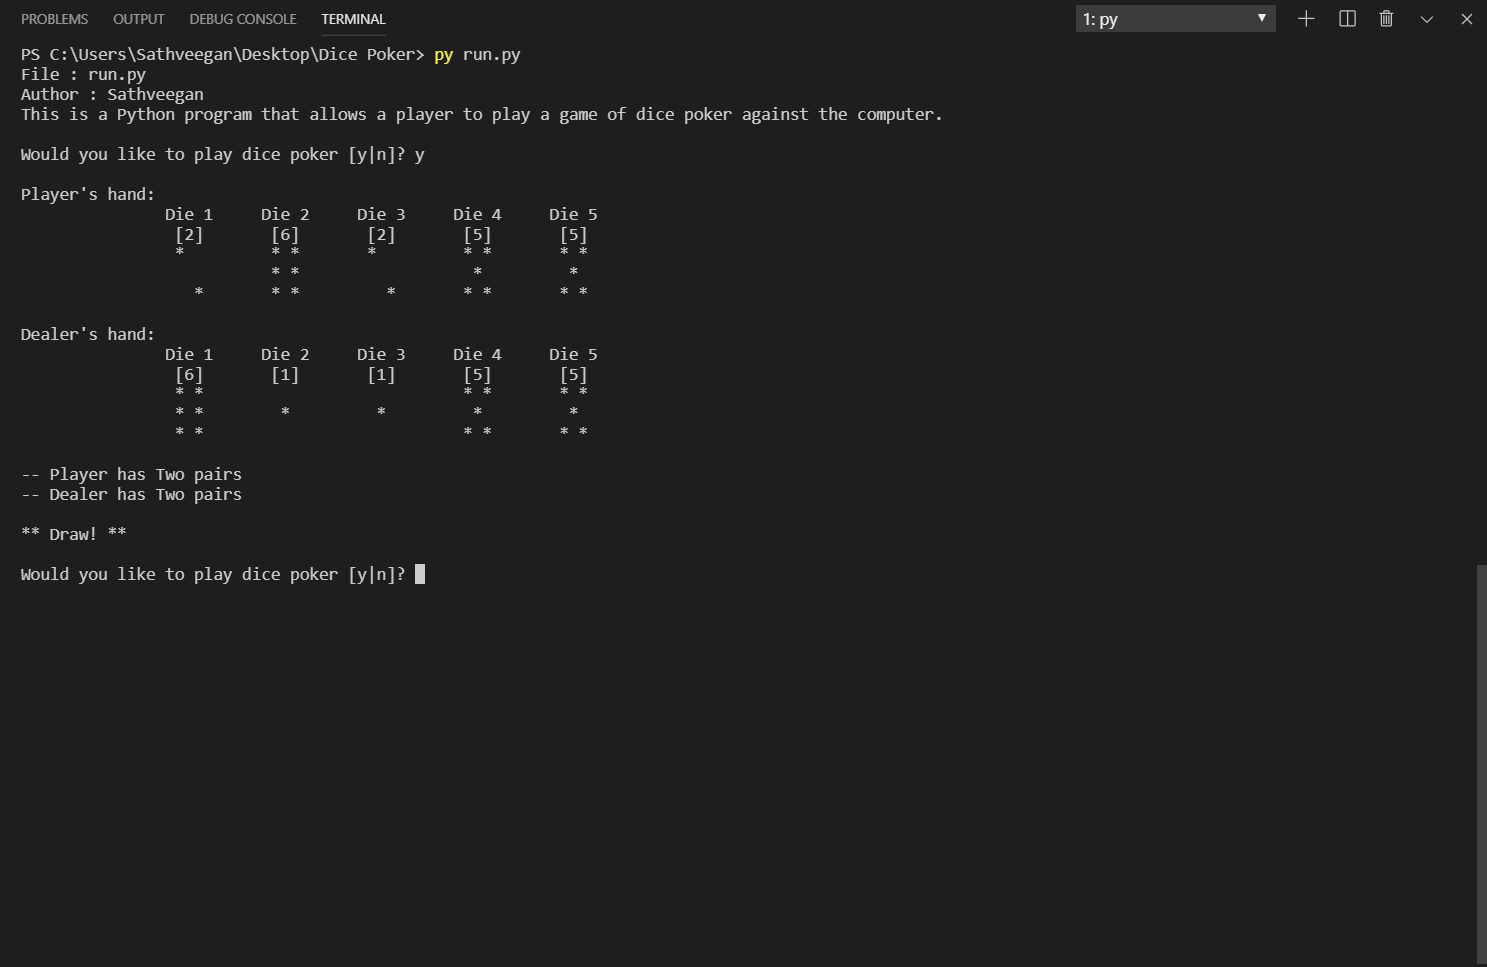 PROBLEMS OUTPUT DEBUG CONSOLE TERMINAL 1: py
PS C:\Users\Sathveegan\Desktop\Dice Poker> py run.py
File : run.py
Author : Sathveegan
This is a Python program that allows a player to play a game of dice poker against the computer.
Would you like to play dice poker [y|n]? y
Player's hand:
               Die 1     Die 2     Die 3     Die 4     Die 5
                [2]       [6]       [2]       [5]       [5]
                *         * *       *         * *       * *
                          * *                  *         *
                  *       * *         *       * *       * *
Dealer's hand:
               Die 1     Die 2     Die 3     Die 4     Die 5
                [6]       [1]       [1]       [5]       [5]
                * *                           * *       * *
                * *        *         *         *         *
                * *                           * *       * *
-- Player has Two pairs
-- Dealer has Two pairs
** Draw! **
Would you like to play dice poker [y|n]?